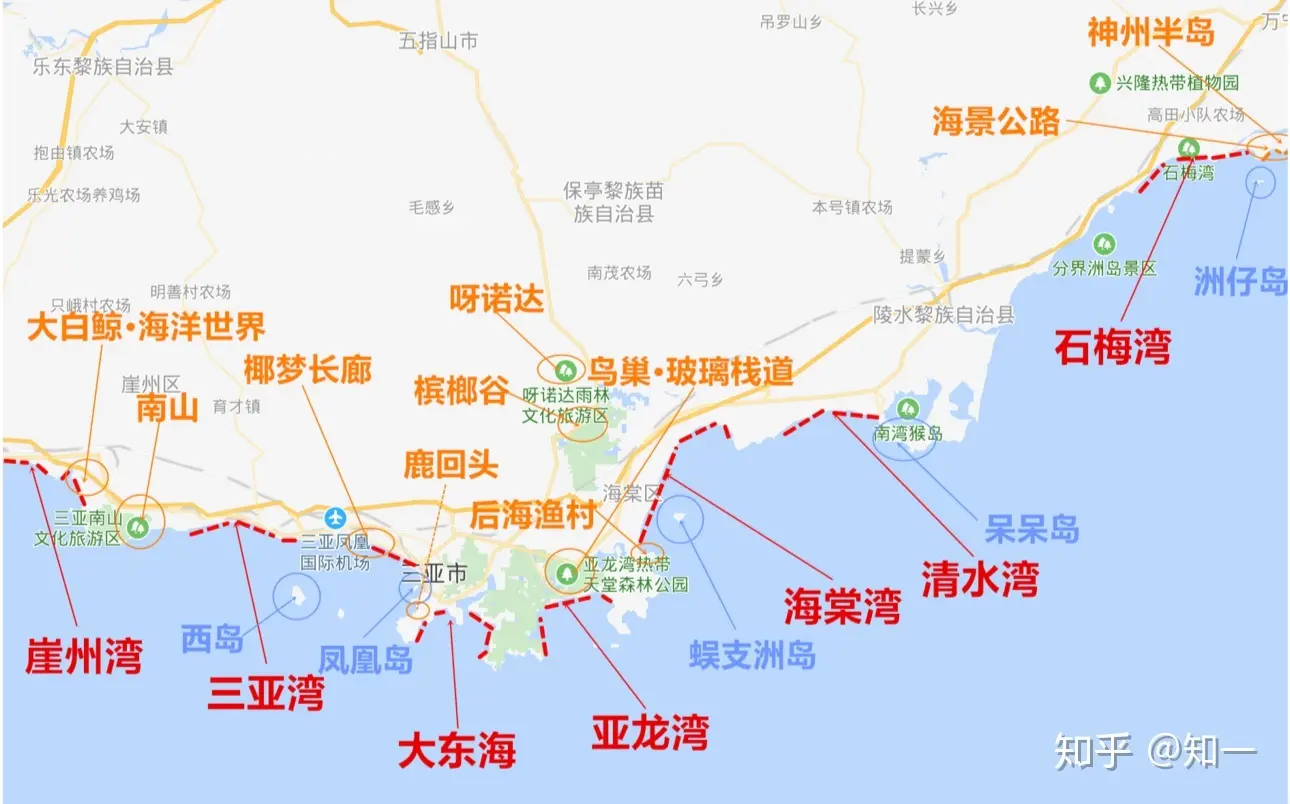 长兴乡
吊罗山乡
万宁
神州半岛
五指山市
乐东黎族自治县
兴隆热带植物园
高田小队农场
海景公路
大安镇
抱由镇农场
石梅湾
乐光农场养鸡场
保亭黎族苗
族自治县
毛感乡
本号镇农场
提蒙乡
分界洲岛景区
洲仔岛
南茂农场
六弓乡
明善村农场
只峨村农场
呀诺达
陵水黎族自治县
大白鲸·海洋世界
石梅湾
椰梦长廊
鸟巢·玻璃栈道
崖州区
槟榔谷
呀诺达雨林
文化旅游区
南山
育才镇
南湾猴岛
鹿回头
海棠区
后海渔村
三亚南山
文化旅游区
呆呆岛
三亚凤凰
国际机场
三亚市
亚龙湾热带
天堂森林公园
清水湾
海棠湾
西岛
凤凰岛
蜈支洲岛
崖州湾
三亚湾
亚龙湾
大东海
知乎 @知一